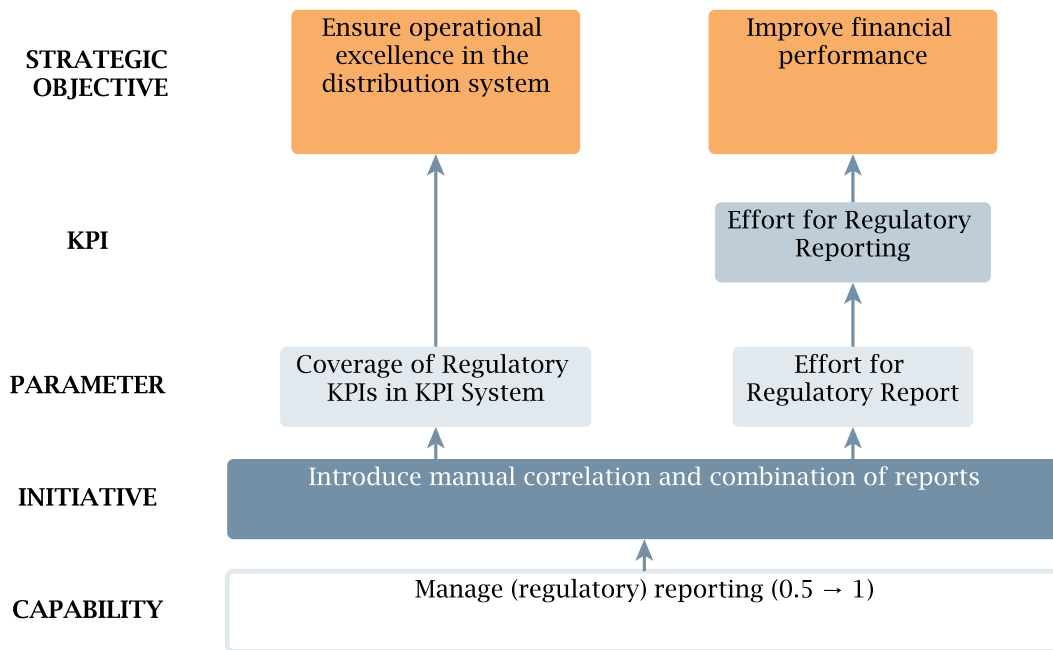 STRATEGIC
OBJECTIVE
Ensure operational
excellence in the
distribution system
Improve financial
performance
KPI
Effort for Regulatory
Reporting
PARAMETER
Coverage of Regulatory
KPIs in KPI System
Effort for
Regulatory Report
INITIATIVE
Introduce manual correlation and combination of reports
CAPABILITY
Manage (regulatory) reporting (0.5 → 1)